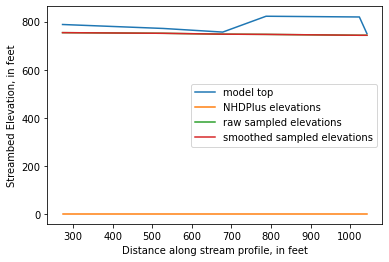 800
600
400
200
0
Streambed Elevation, in feet
model top
NHDPlus elevations
raw sampled elevations
smoothed sampled elevations
300 400 500 600 700 800 900 1000
Distance along stream profile, in feet